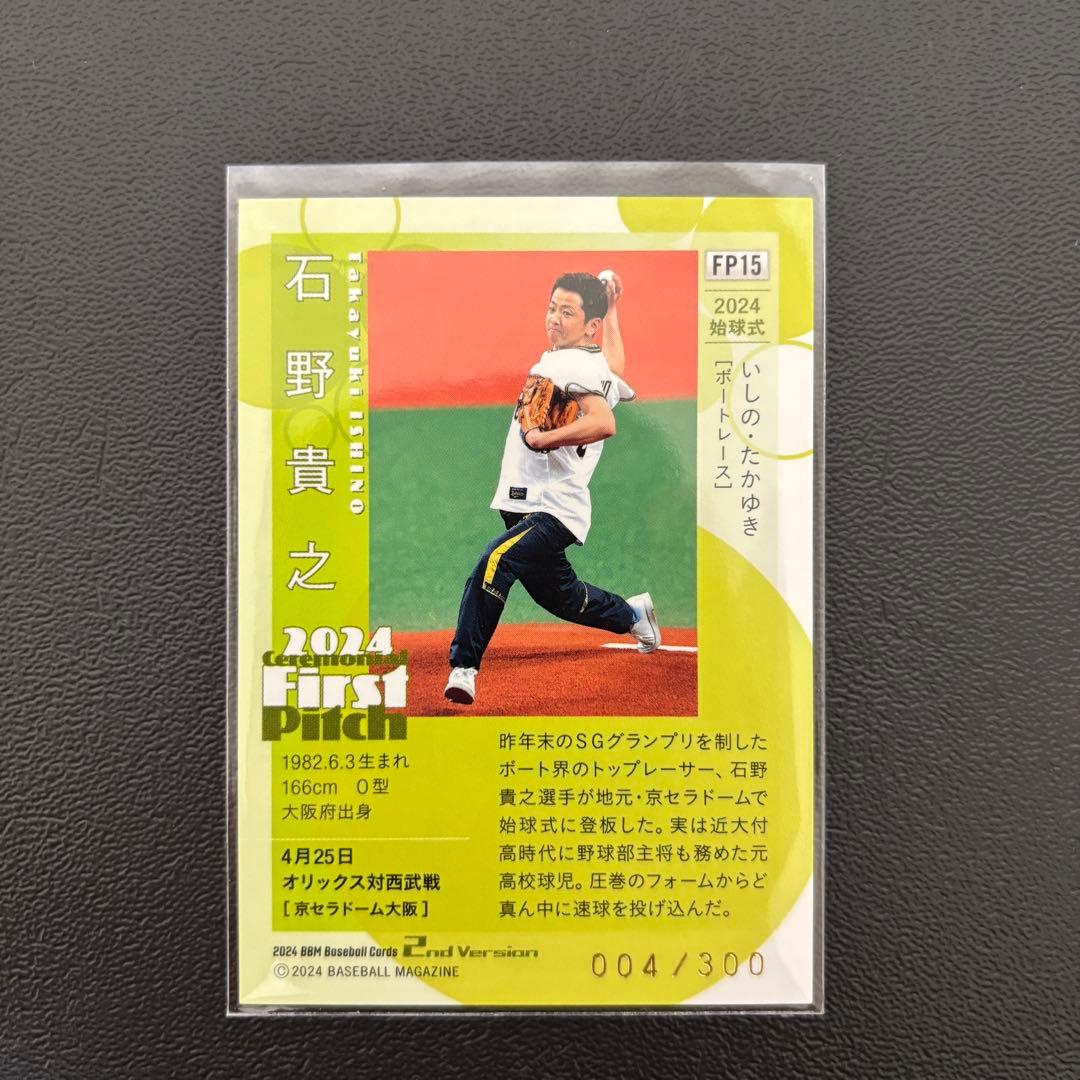 石野貴之
Takayuki ISHINO
FP15
2024
始球式
いしの・たかゆき
［ボートレース］
2024
Ceremonial
First
Pitch
1982.6.3生まれ
166cm　O型
大阪府出身
4月25日
オリックス対西武戦
［京セラドーム大阪］
昨年末のSGグランプリを制した
ボート界のトップレーサー、石野
貴之選手が地元・京セラドームで
始球式に登板した。実は近大付
高時代に野球部主将も務めた元
高校球児。圧巻のフォームからど
真ん中に速球を投げ込んだ。
2024 BBM Baseball Cards 2nd Version
©2024 BASEBALL MAGAZINE
004/300